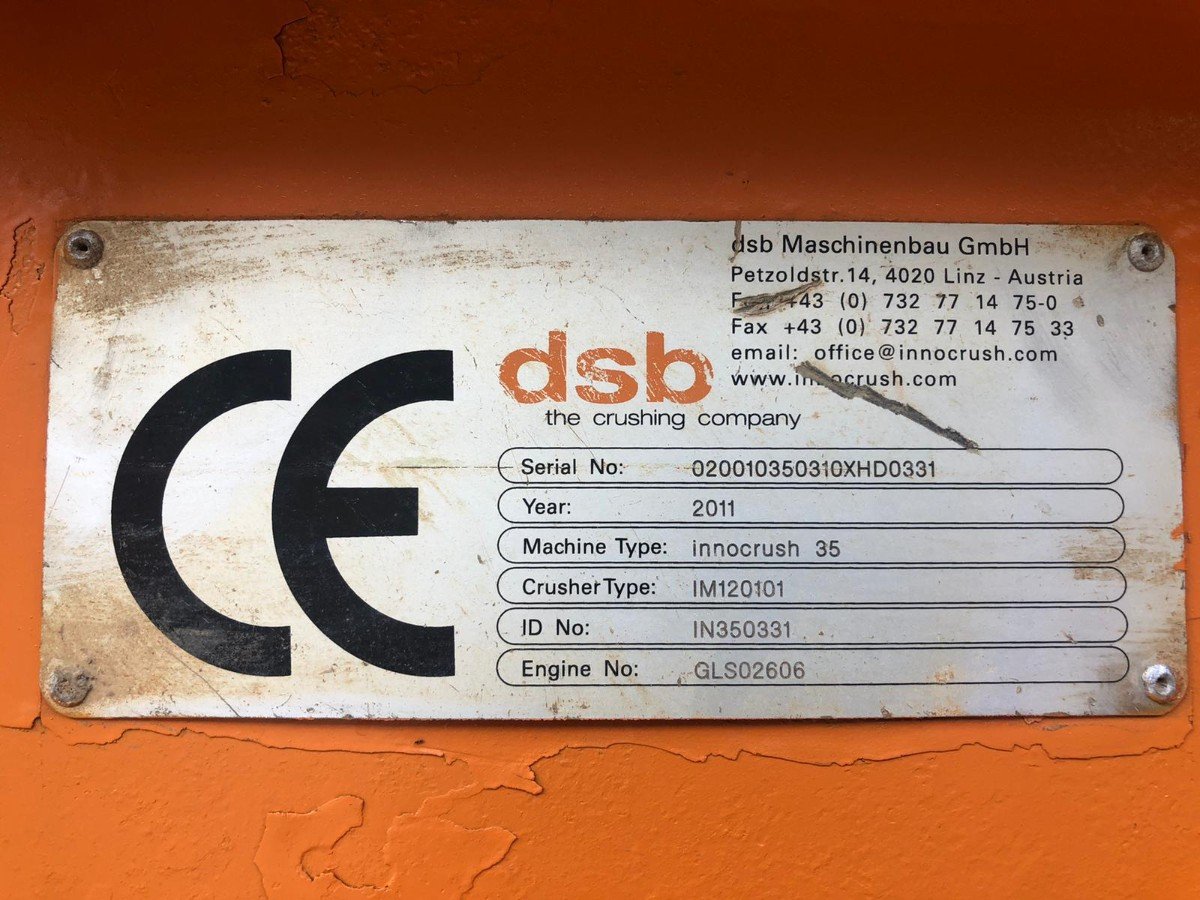 CE
dsb Maschinenbau GmbH
Petzoldstr.14, 4020 Linz - Austria
+43 (0) 732 77 14 75-0
Fax +43 (0) 732 77 14 75 33
email: office@innocrush.com
dsb
the crushing company
Serial No: 020010350310XHD0331
Year: 2011
Machine Type: innocrush 35
Crusher Type: IM120101
ID No: IN350331
Engine No: GLS02606